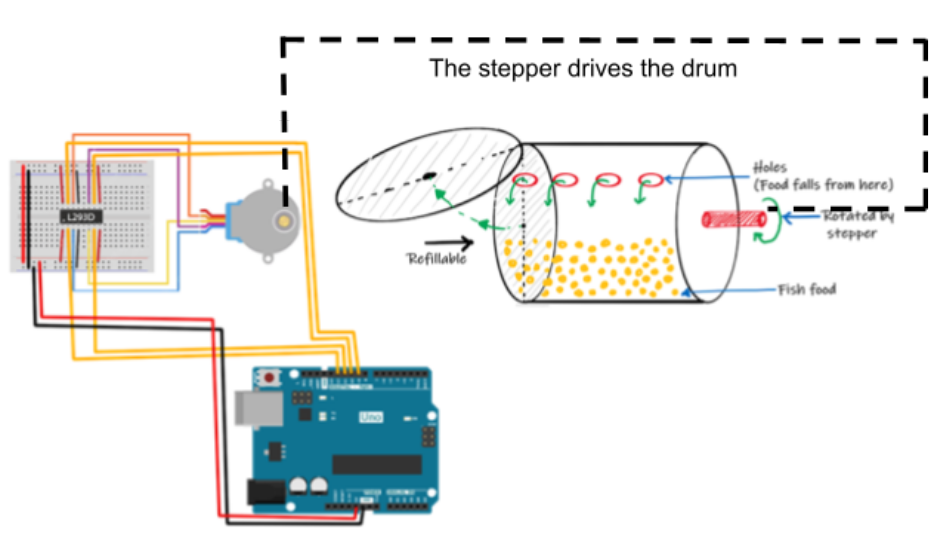 The stepper drives the drum
Holes
(Food falls from here)
L293D
Rotated by
stepper
Refillable
Fish food
Uno